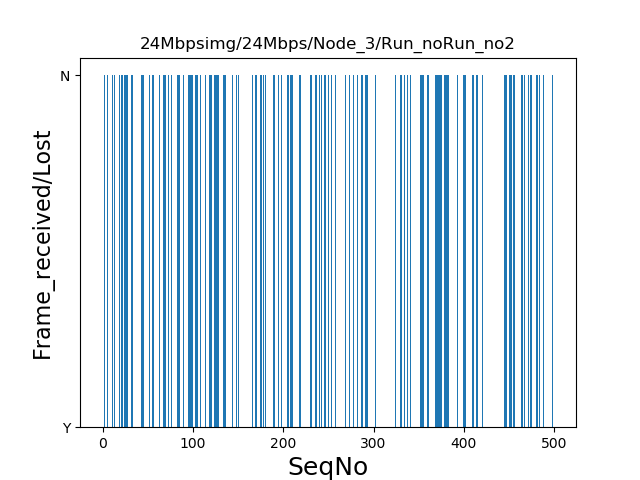 24Mbpsimg/24Mbps/Node_3/Run_noRun_no2
N
Frame_received/Lost
Y
0 100 200 300 400 500
SeqNo